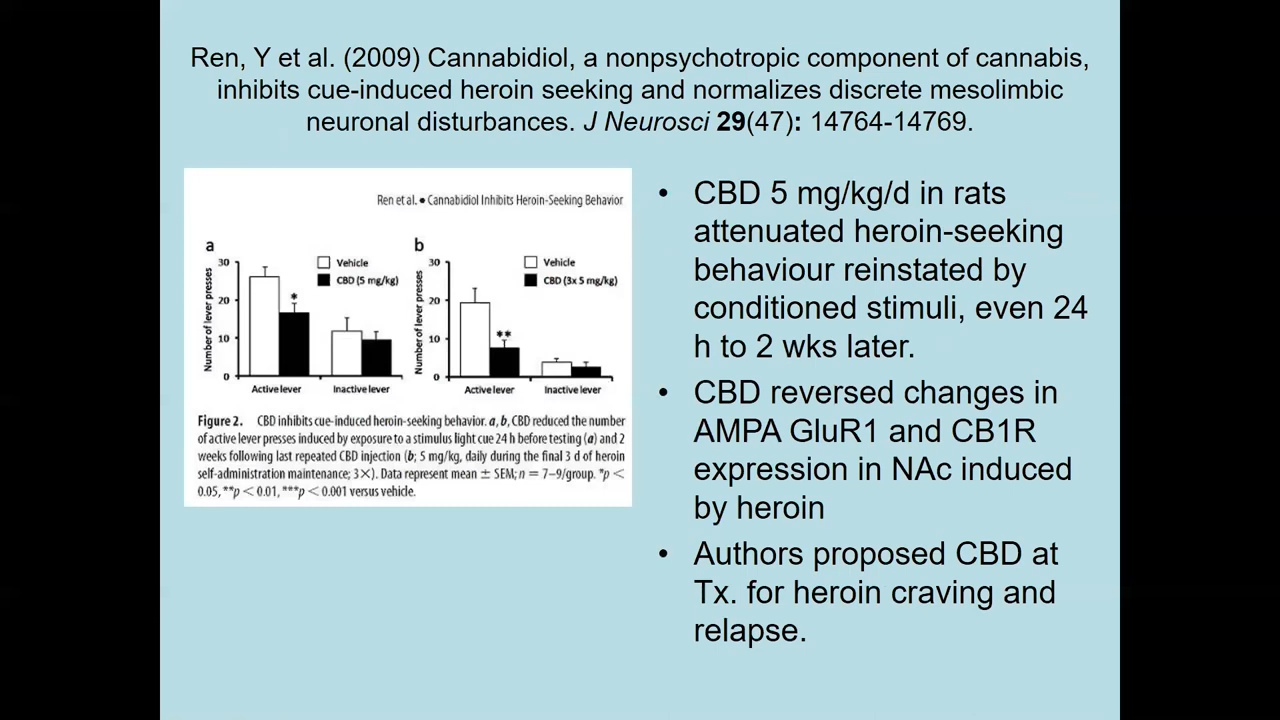 Ren, Y et al. (2009) Cannabidiol, a nonpsychotropic component of cannabis,
inhibits cue-induced heroin seeking and normalizes discrete mesolimbic
neuronal disturbances. J Neurosci 29(47): 14764-14769.
Ren et al. • Cannabidiol Inhibits Heroin-Seeking Behavior
a
Number of lever presses
30
20
10
0
Vehicle
CBD (5 mg/kg)
*
Active lever
Inactive lever
b
Number of lever presses
30
20
10
0
Vehicle
CBD (3x 5 mg/kg)
**
Active lever
Inactive lever
Figure 2. CBD inhibits cue-induced heroin-seeking behavior. a, b, CBD reduced the number
of active lever presses induced by exposure to a stimulus light cue 24 h before testing (a) and 2
weeks following last repeated CBD injection (b; 5 mg/kg, daily during the final 3 d of heroin
self-administration maintenance; 3×). Data represent mean ± SEM; n = 7–9/group. *p <
0.05, **p < 0.01, ***p < 0.001 versus vehicle.
• CBD 5 mg/kg/d in rats
attenuated heroin-seeking
behaviour reinstated by
conditioned stimuli, even 24
h to 2 wks later.
• CBD reversed changes in
AMPA GluR1 and CB1R
expression in NAc induced
by heroin
• Authors proposed CBD at
Tx. for heroin craving and
relapse.